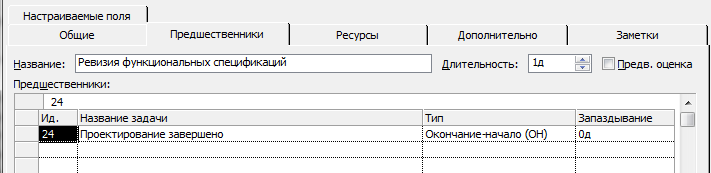 Настраиваемые поля
Общие Предшественники Ресурсы Дополнительно Заметки
Название: Ревизия функциональных спецификаций Длительность: 1д Предв. оценка
Предшественники:
24
Ид. Название задачи Тип Запаздывание
24 Проектирование завершено Окончание-начало (ОН) 0д